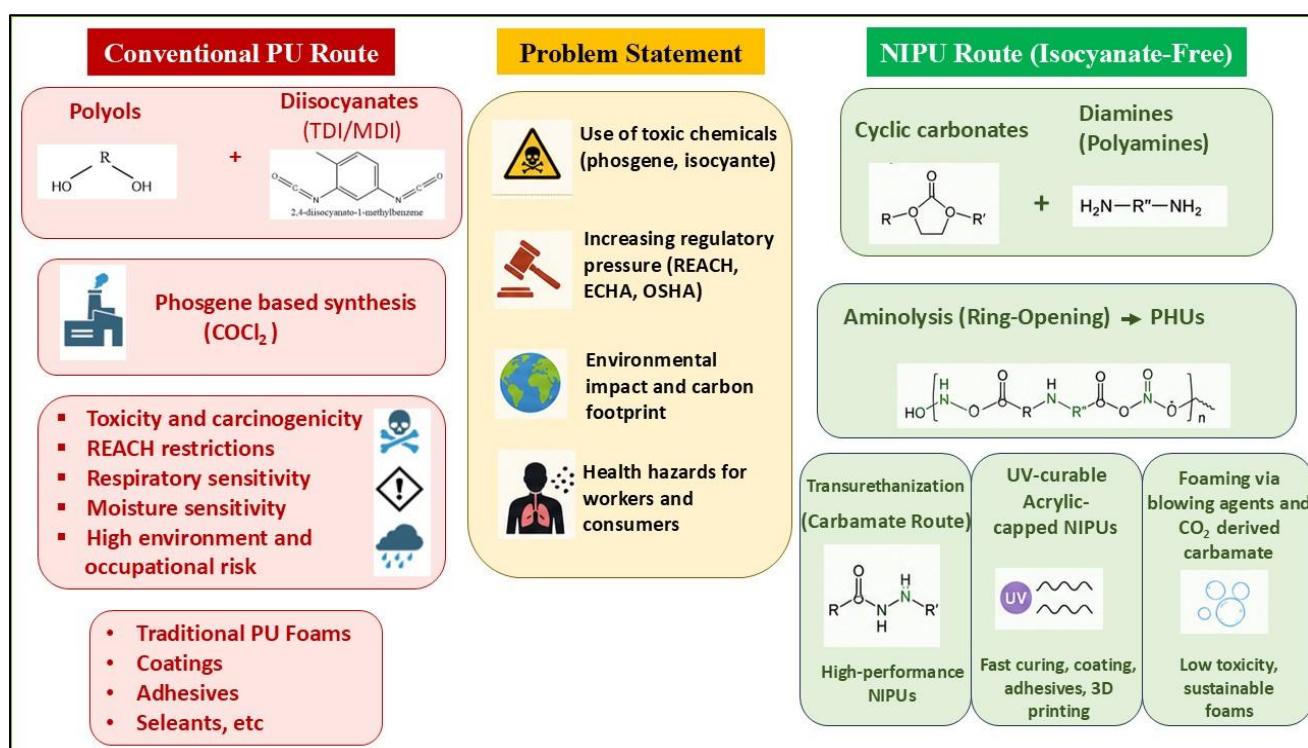 Conventional PU Route
Polyols
+
Diisocyanates
(TDI/MDI)
R
HO
OH
O
C
N
N
C
O
2,4-diisocyanato-1-methylbenzene
Phosgene based synthesis
(COCl₂ )
▪ Toxicity and carcinogenicity
▪ REACH restrictions
▪ Respiratory sensitivity
▪ Moisture sensitivity
▪ High environment and
occupational risk
• Traditional PU Foams
• Coatings
• Adhesives
• Seleants, etc
Problem Statement
Use of toxic chemicals
(phosgene, isocyante)
Increasing regulatory
pressure (REACH,
ECHA, OSHA)
Environmental
impact and carbon
footprint
Health hazards for
workers and
consumers
NIPU Route (Isocyanate-Free)
Cyclic carbonates
O
R
O
O
R'
+
Diamines
(Polyamines)
H₂N—R"—NH₂
Aminolysis (Ring-Opening) → PHUs
H
O
H
O
O
HO
N
O
R
N
R"
O
N
O
n
Transurethanization
(Carbamate Route)
O
H
R
N
N
R'
H
High-performance
NIPUs
UV-curable
Acrylic-
capped NIPUs
UV
Fast curing, coating,
adhesives, 3D
printing
Foaming via
blowing agents and
CO₂ derived
carbamate
Low toxicity,
sustainable
foams